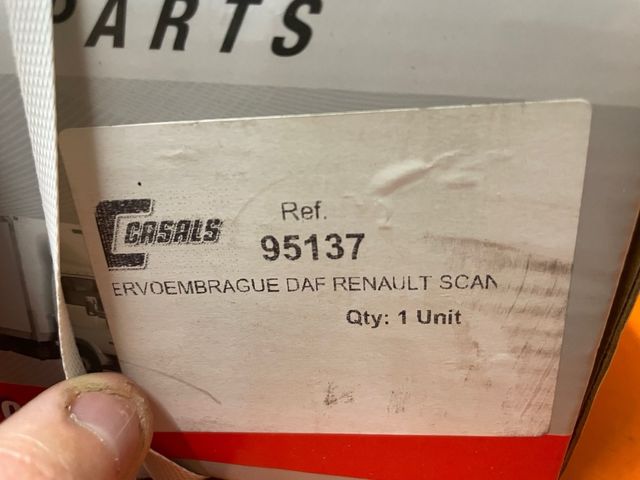 PARTS
CASALS
Ref.
95137
ERVOEMBRAGUE DAF RENAULT SCAN
Qty: 1 Unit